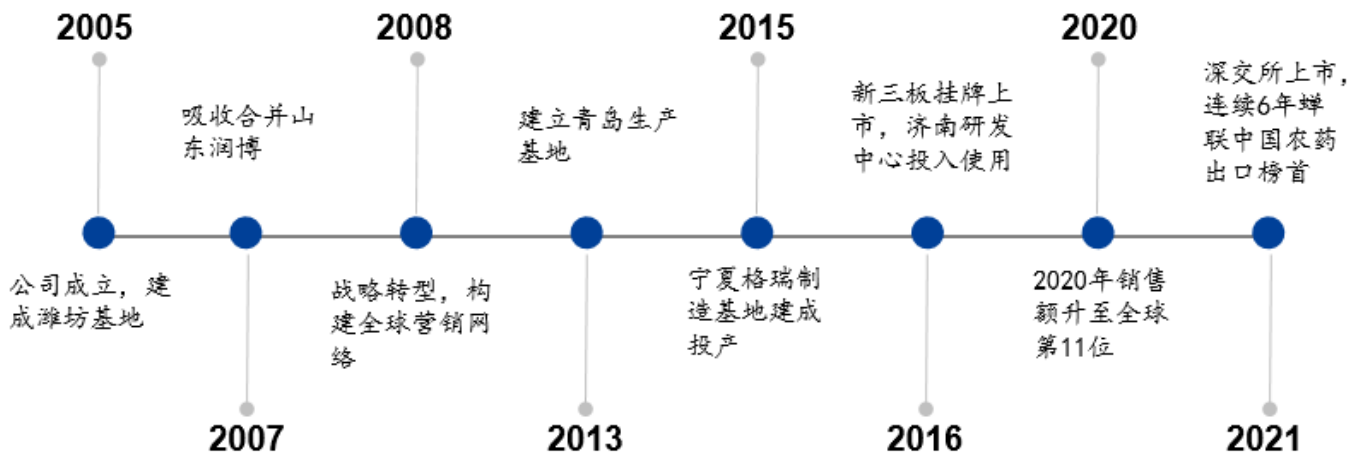 2005
2008
2015
2020
吸收合并山
东润博
建立青岛生产
基地
新三板挂牌上
市，济南研发
中心投入使用
深交所上市，
连续6年蝉
联中国农药
出口榜首
公司成立，建
成潍坊基地
战略转型，构
建全球营销网
络
宁夏格瑞制
造基地建成
投产
2020年销售
额升至全球
第11位
2007
2013
2016
2021